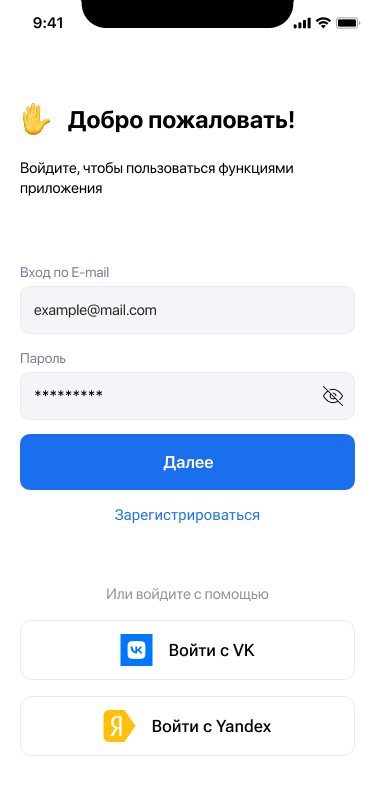 9:41
Добро пожаловать!
Войдите, чтобы пользоваться функциями
приложения
Вход по E-mail
example@mail.com
Пароль
*********
Далее
Зарегистрироваться
Или войдите с помощью
Войти с VK
Я Войти с Yandex